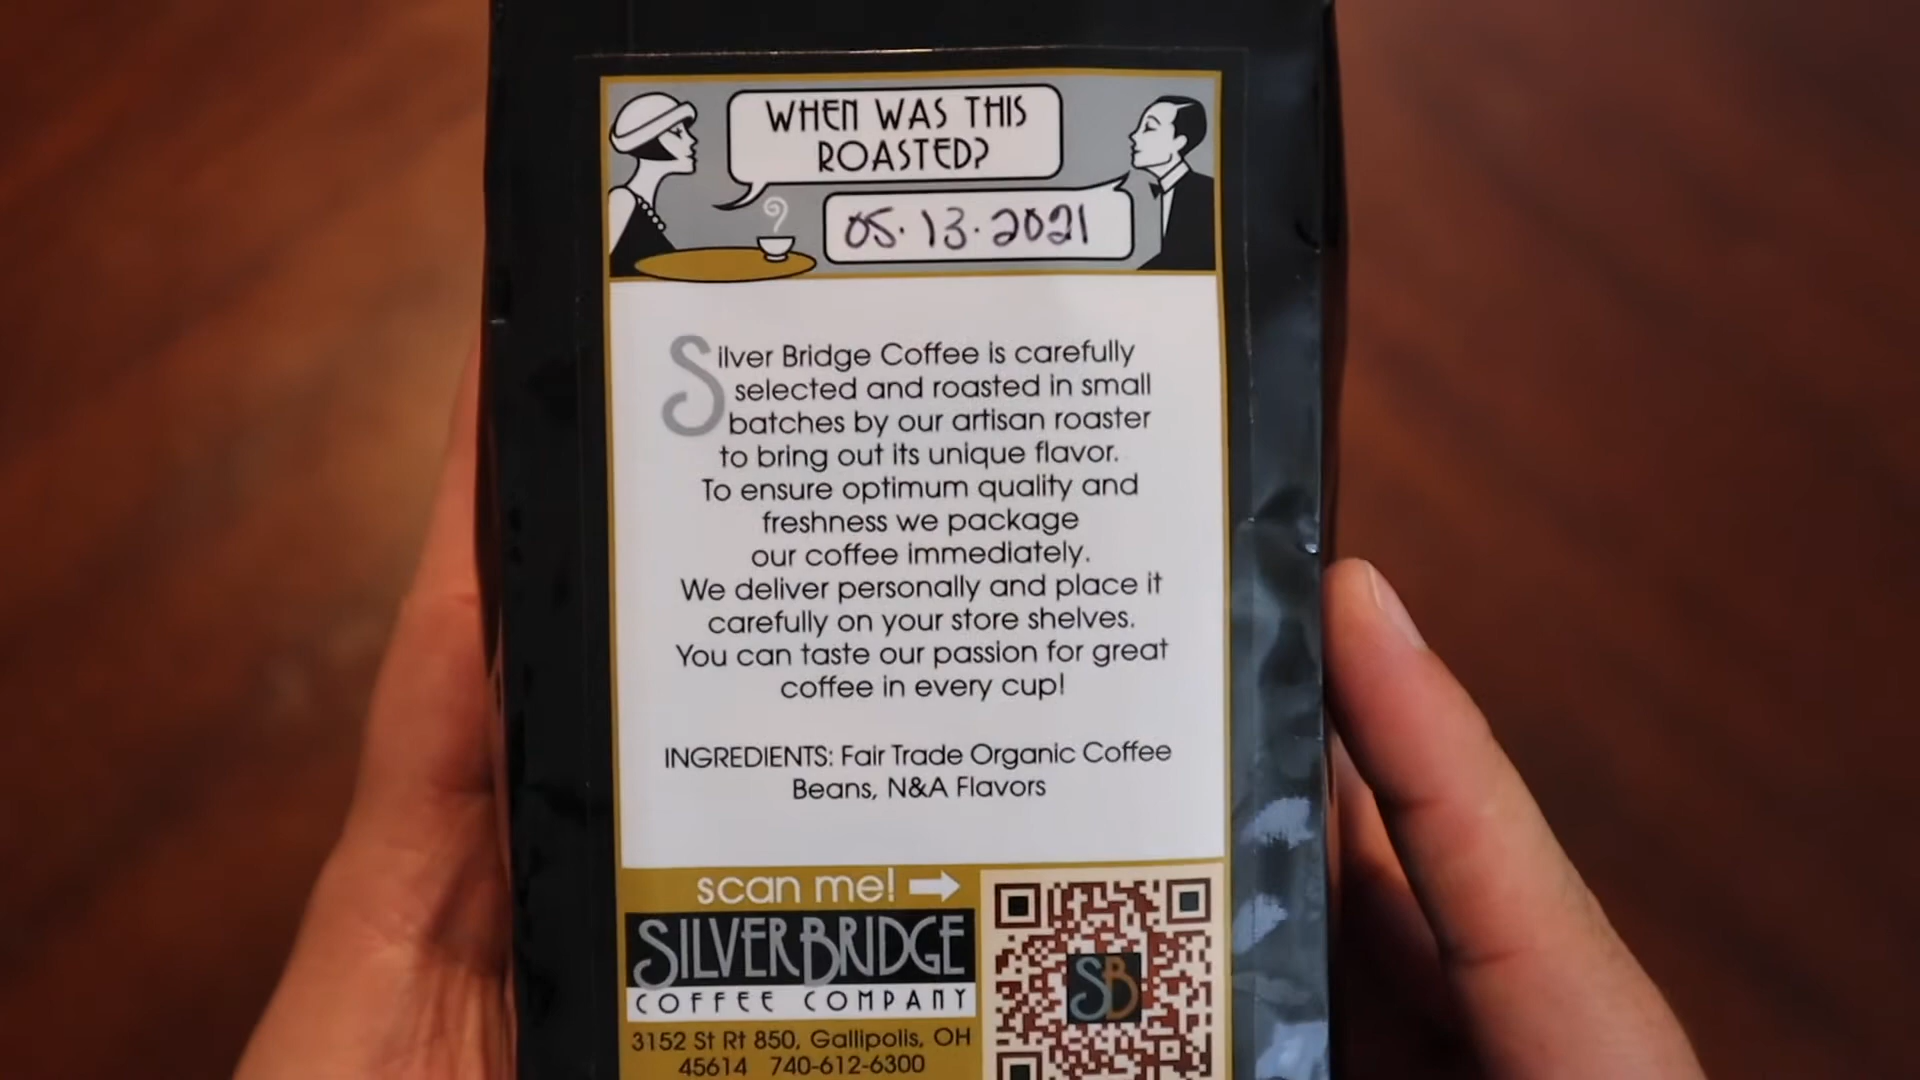 WHEN WAS THIS
ROASTED?
05.13.2021
Silver Bridge Coffee is carefully
selected and roasted in small
batches by our artisan roaster
to bring out its unique flavor.
To ensure optimum quality and
freshness we package
our coffee immediately.
We deliver personally and place it
carefully on your store shelves.
You can taste our passion for great
coffee in every cup!
INGREDIENTS: Fair Trade Organic Coffee
Beans, N&A Flavors
scan me!
SILVER BRIDGE
COFFEE COMPANY
3152 St Rt 850, Gallipolis, OH
45614 740-612-6300
SB